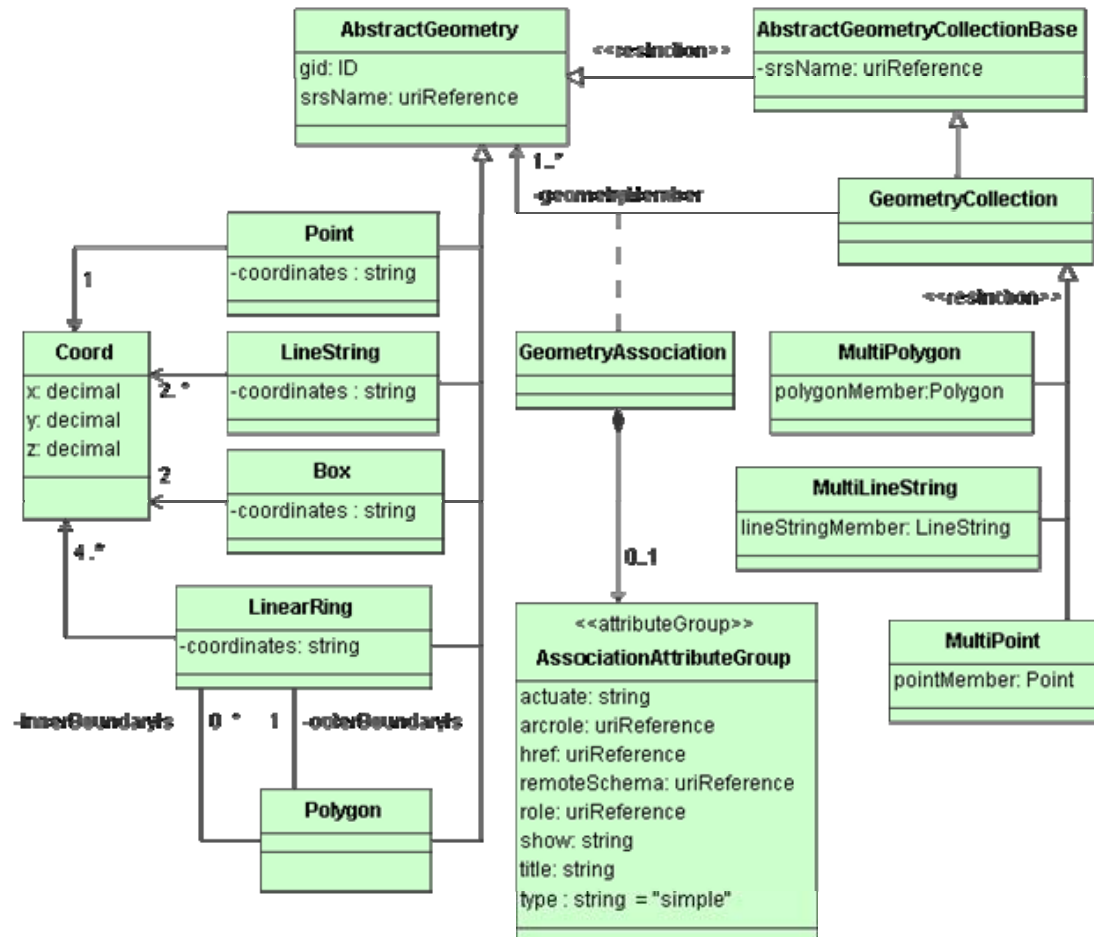 AbstractGeometry
gid: ID
srsName: uriReference
AbstractGeometryCollectionBase
-srsName: uriReference
1..*
-geometryMember
GeometryCollection
Point
-coordinates : string
1
Coord
x: decimal
y: decimal
z: decimal
LineString
-coordinates : string
2..*
GeometryAssociation
MultiPolygon
polygonMember:Polygon
Box
-coordinates : string
2
MultiLineString
lineStringMember: LineString
4..*
0..1
LinearRing
-coordinates: string
<<attributeGroup>>
AssociationAttributeGroup
actuate: string
arcrole: uriReference
href: uriReference
remoteSchema: uriReference
role: uriReference
show: string
title: string
type : string = "simple"
MultiPoint
pointMember: Point
-innerBoundaryIs
0 *
1
-outerBoundaryIs
Polygon